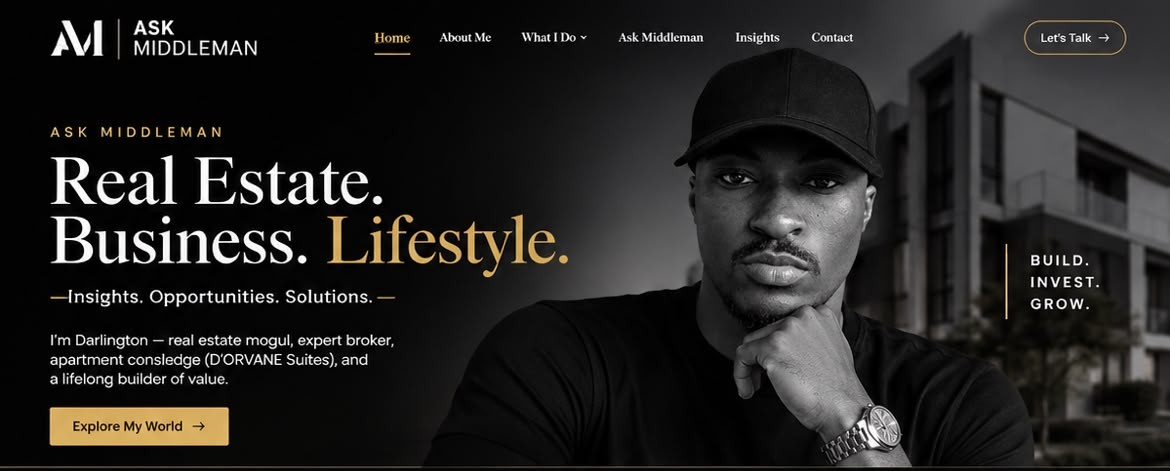 AM
ASK
MIDDLEMAN
Home About Me What I Do Ask Middleman Insights Contact
Let's Talk →
ASK MIDDLEMAN
Real Estate.
Business. Lifestyle.
—Insights. Opportunities. Solutions. —
I'm Darlington — real estate mogul, expert broker,
apartment consledge (D'ORVANE Suites), and
a lifelong builder of value.
Explore My World →
BUILD.
INVEST.
GROW.